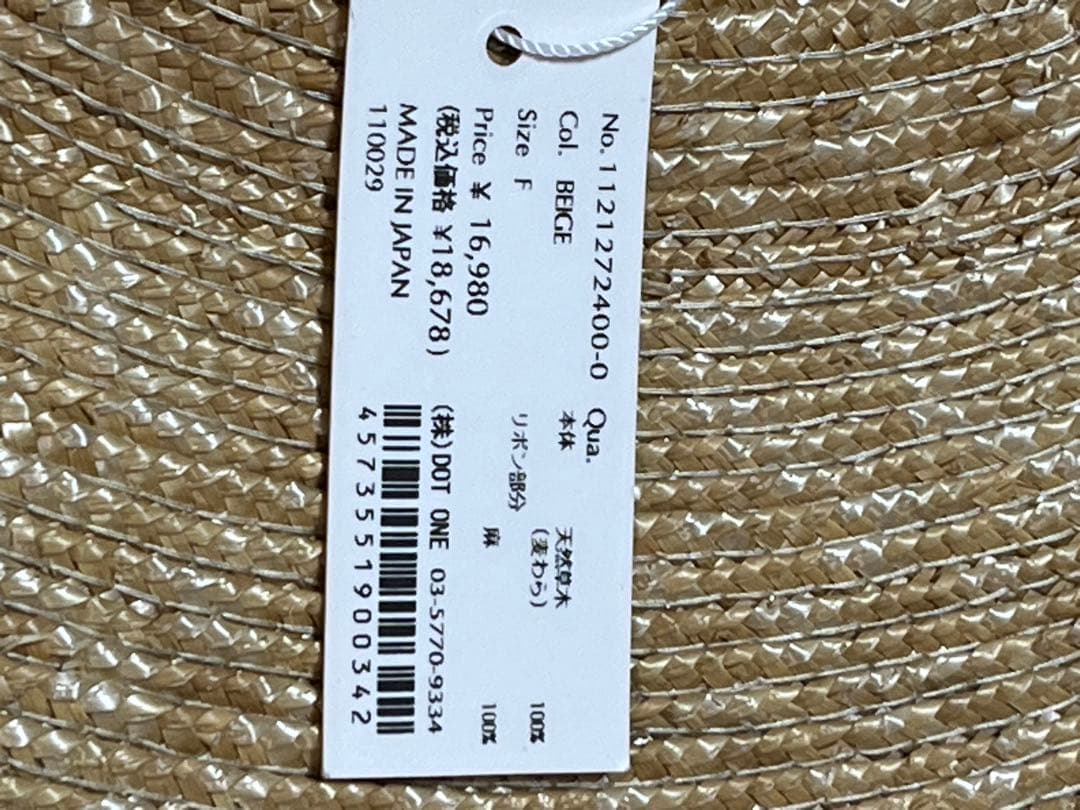 No. 11212724​00-0
Col. BEIGE
Size F
Price ¥ 16,980
(税込価格 ¥18,678)
MADE IN JAPAN
110029
Qua.
本体 天然草木
(麦わら) 100%
リボン部分
麻 100%
(株)DOT ONE 03-5770-9334
4573551900342